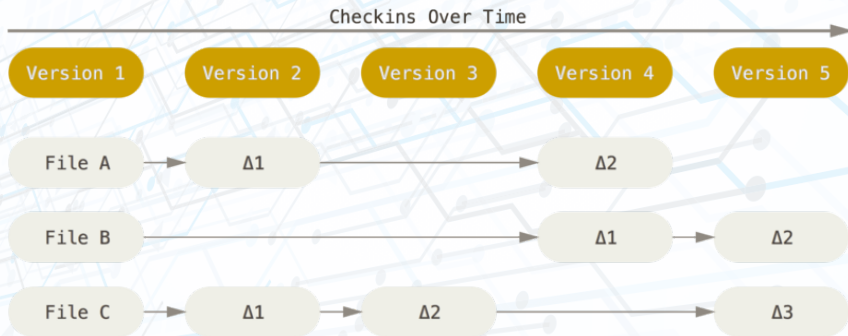 Checkins Over Time
Version 1 Version 2 Version 3 Version 4 Version 5
File A Δ1 Δ2
File B Δ1 Δ2
File C Δ1 Δ2 Δ3